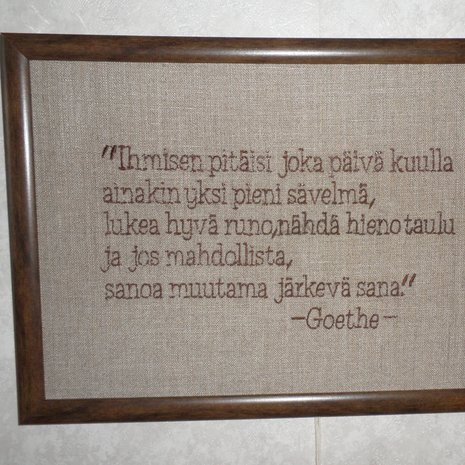 "Ihmisen pitäisi joka päivä kuulla
ainakin yksi pieni sävelmä,
lukea hyvä runo, nähdä hieno taulu
ja jos mahdollista,
sanoa muutama järkevä sana."
-Goethe-